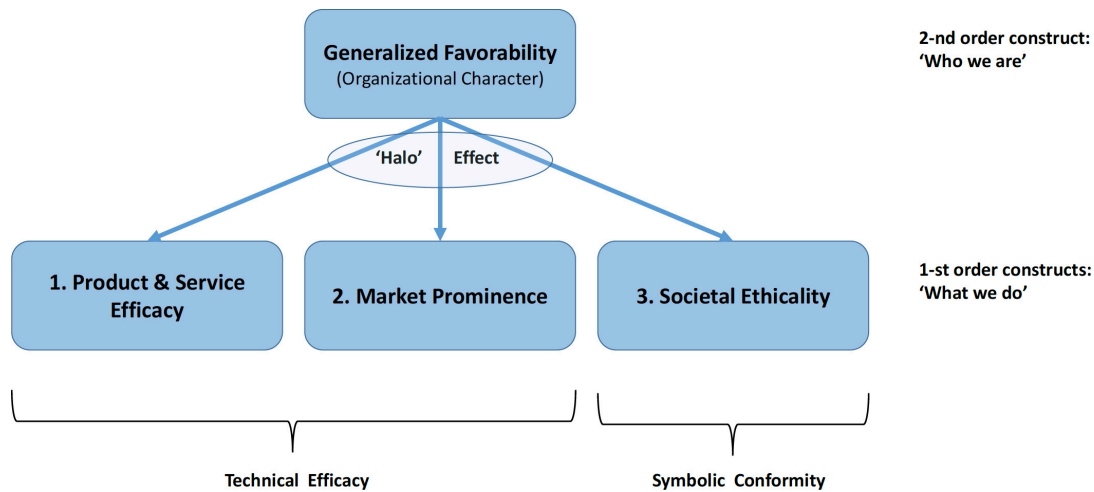 Generalized Favorability
(Organizational Character)
2-nd order construct:
‘Who we are’
‘Halo’ Effect
1. Product & Service
Efficacy
2. Market Prominence
3. Societal Ethicality
1-st order constructs:
‘What we do’
Technical Efficacy
Symbolic Conformity